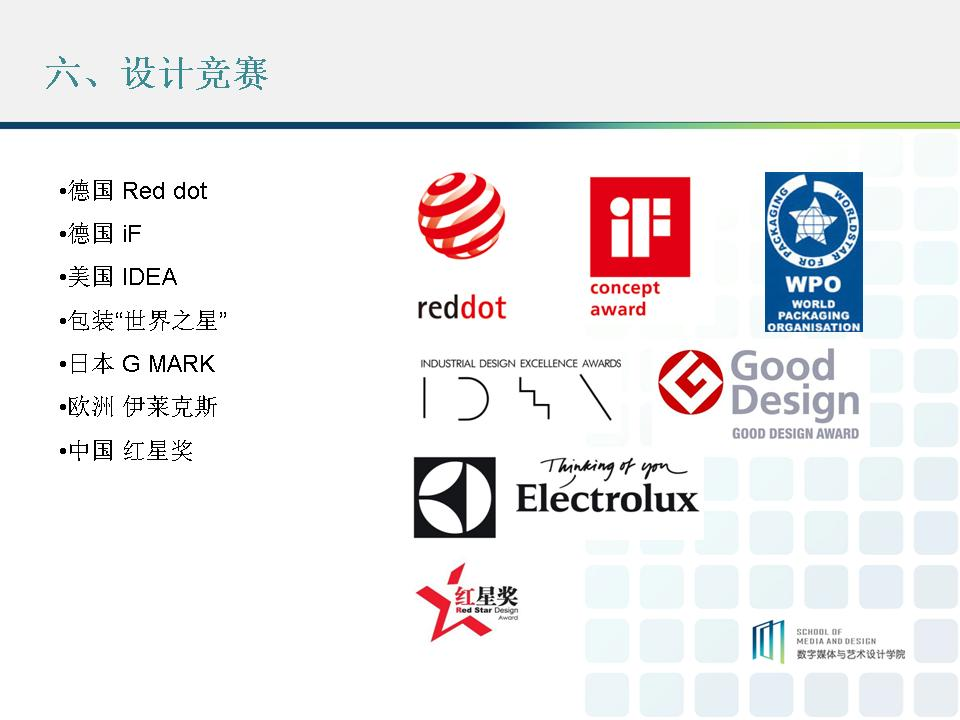 六、设计竞赛
•德国 Red dot
•德国 iF
•美国 IDEA
•包装“世界之星”
•日本 G MARK
•欧洲 伊莱克斯
•中国 红星奖
reddot
iF
concept
award
WORLDSTAR FOR PACKAGING
WPO
WORLD
PACKAGING
ORGANISATION
INDUSTRIAL DESIGN EXCELLENCE AWARDS
IDEA
Good
Design
GOOD DESIGN AWARD
Thinking of you
Electrolux
红星奖
Red Star Design
Award
SCHOOL OF
MEDIA AND DESIGN
数字媒体与艺术设计学院